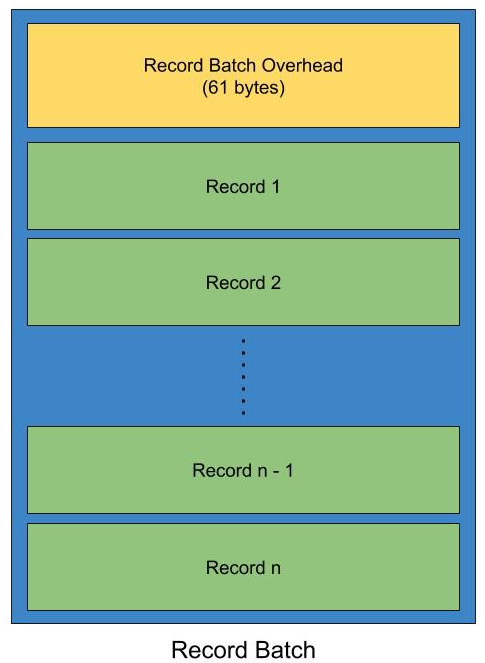 Record Batch Overhead
(61 bytes)
Record 1
Record 2
Record n - 1
Record n
Record Batch